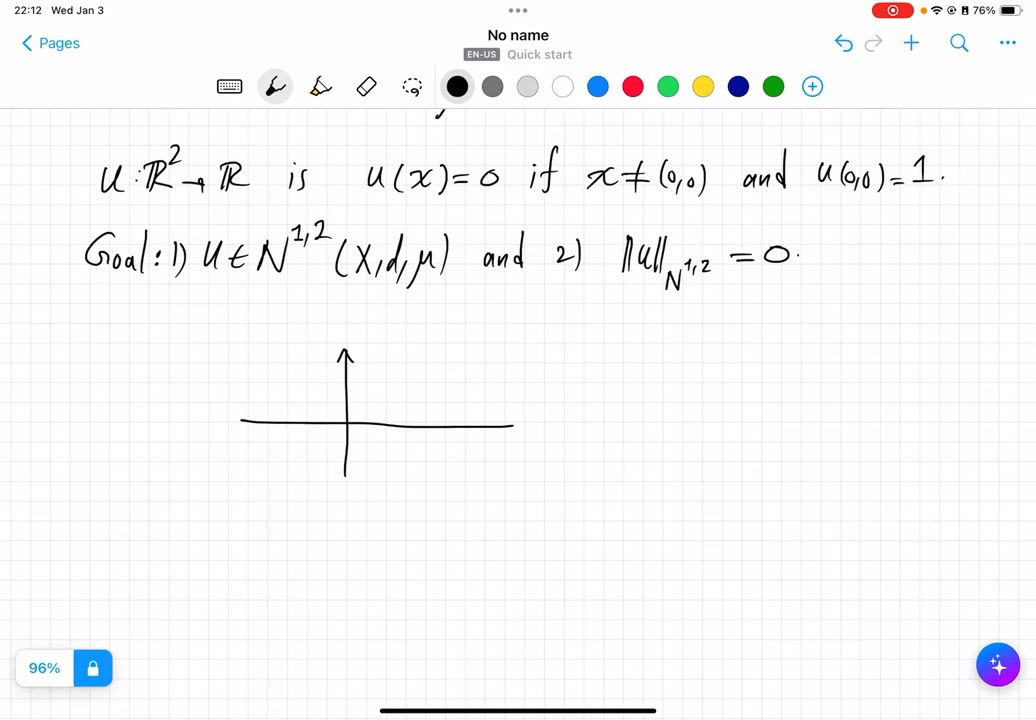 22:12 Wed Jan 3
76%
Pages
No name
EN-US Quick start
u : ℝ² → ℝ is u(x)=0 if x≠(0,0) and u(0,0)=1.
Goal: 1) u ∈ N^{1,2}(X,d,μ) and 2) ‖u‖_{N^{1,2}} = 0.
96%